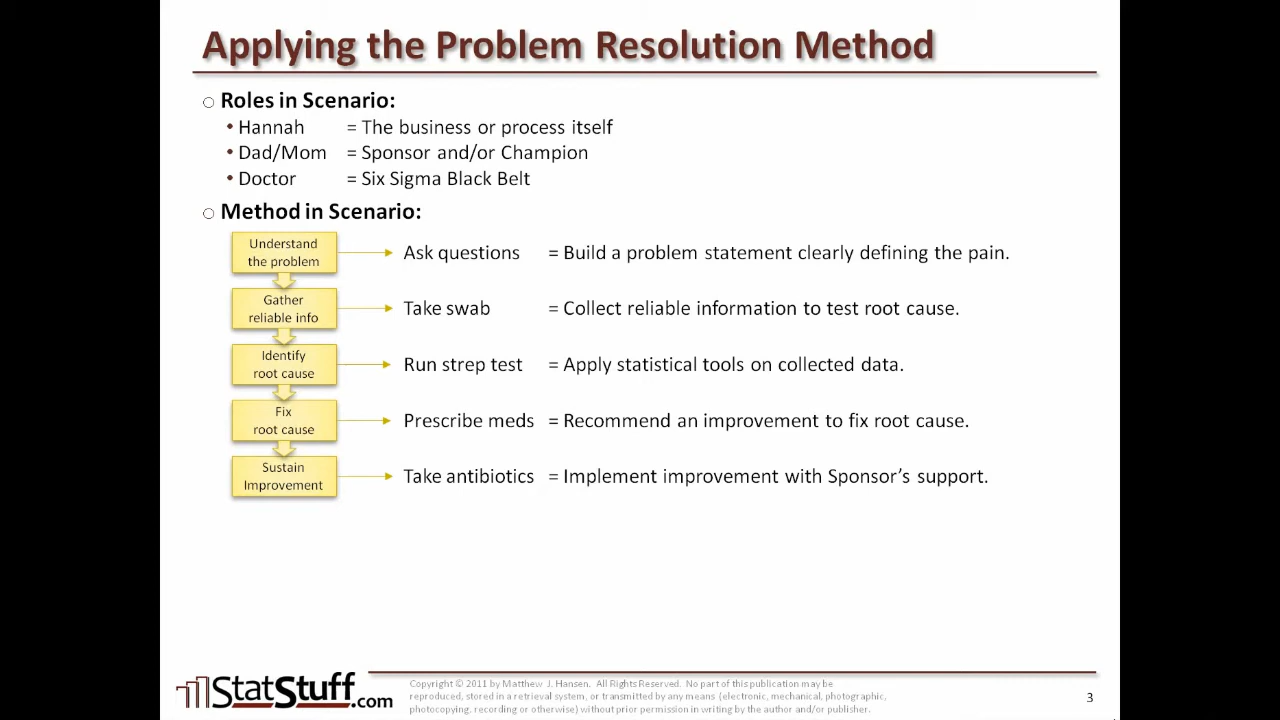 Applying the Problem Resolution Method
○ Roles in Scenario:
• Hannah = The business or process itself
• Dad/Mom = Sponsor and/or Champion
• Doctor = Six Sigma Black Belt
○ Method in Scenario:
Understand
the problem
Ask questions = Build a problem statement clearly defining the pain.
Gather
reliable info
Take swab = Collect reliable information to test root cause.
Identify
root cause
Run strep test = Apply statistical tools on collected data.
Fix
root cause
Prescribe meds = Recommend an improvement to fix root cause.
Sustain
Improvement
Take antibiotics = Implement improvement with Sponsor's support.
StatStuff.com
Copyright © 2011 by Matthew J. Hansen. All Rights Reserved. No part of this publication may be
reproduced, stored in a retrieval system, or transmitted by any means (electronic, mechanical, photographic,
photocopying, recording or otherwise) without prior permission in writing by the author and/or publisher.
3